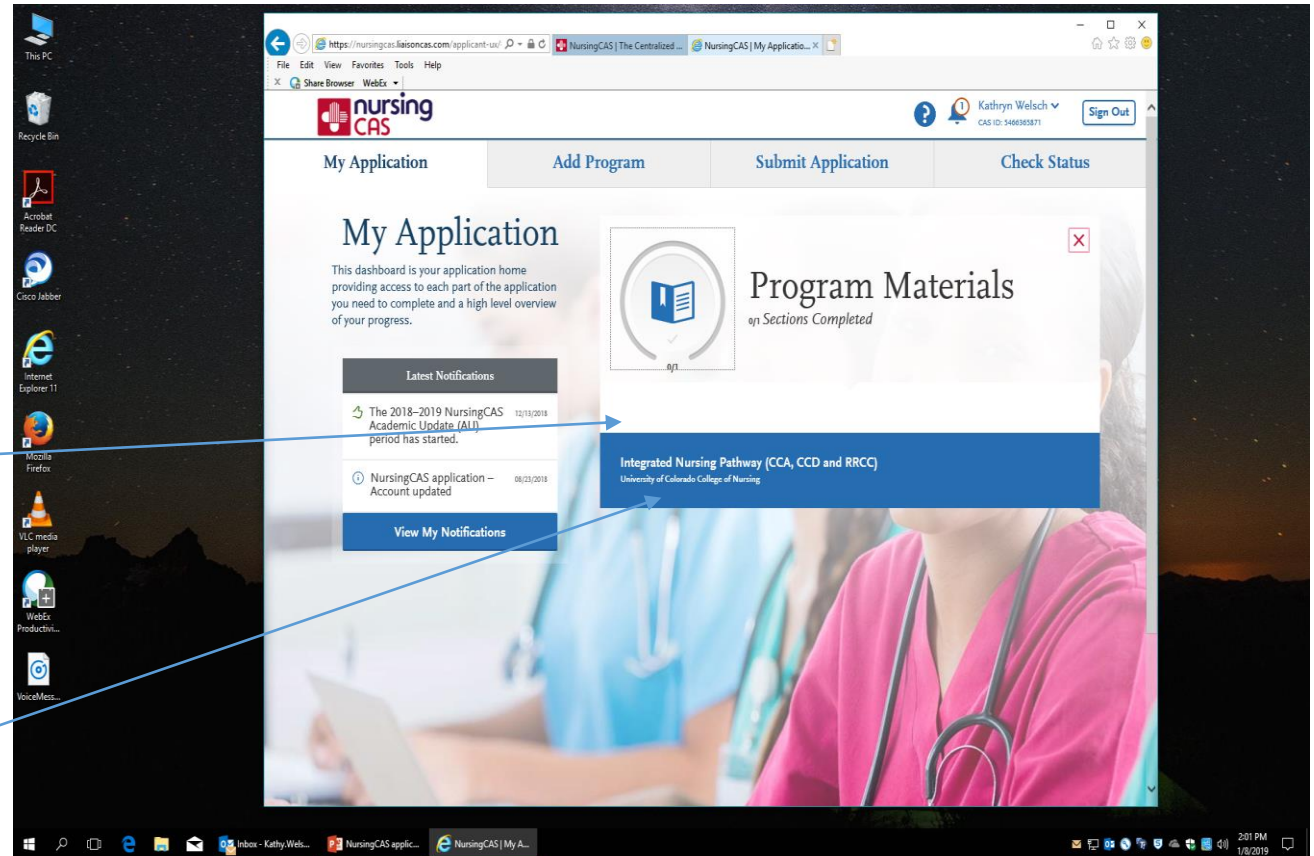 This PC
Recycle Bin
Acrobat
Reader DC
Cisco Jabber
Internet
Explorer 11
Mozilla
Firefox
VLC media
player
WebEx
Productivi...
VoiceMess...
https://nursingcas.liaisoncas.com/applicant-ux/
NursingCAS | The Centralized ...
NursingCAS | My Applicatio... X
File Edit View Favorites Tools Help
X Share Browser WebEx
nursing
CAS
?
1
Kathryn Welsch
CAS ID: 5466365871
Sign Out
My Application
Add Program
Submit Application
Check Status
My Application
This dashboard is your application home
providing access to each part of the application
you need to complete and a high level overview
of your progress.
Latest Notifications
The 2018–2019 NursingCAS 12/13/2018
Academic Update (AU)
period has started.
NursingCAS application – 08/23/2018
Account updated
View My Notifications
0/1
Program Materials
0/1 Sections Completed
X
Integrated Nursing Pathway (CCA, CCD and RRCC)
University of Colorado College of Nursing
Inbox - Kathy.Wels...
NursingCAS applic...
NursingCAS | My A...
2:01 PM
1/8/2019